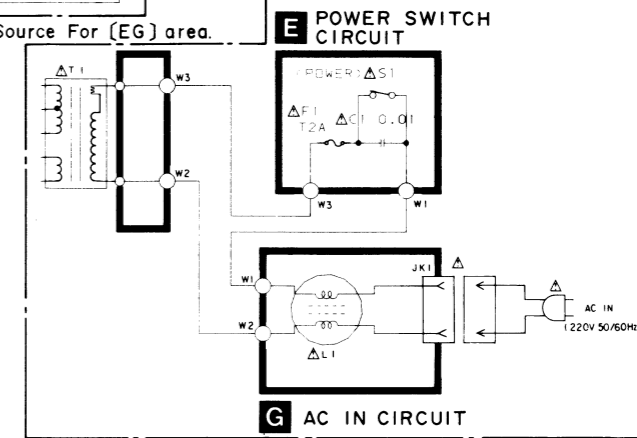 Source For [EG] area.
E POWER SWITCH
CIRCUIT
T1
W3
(POWER) S1
F1
T2A
C1 0.01
W2
W3
W1
W1
JK1
W2
L1
AC IN
(220V 50/60Hz
G AC IN CIRCUIT